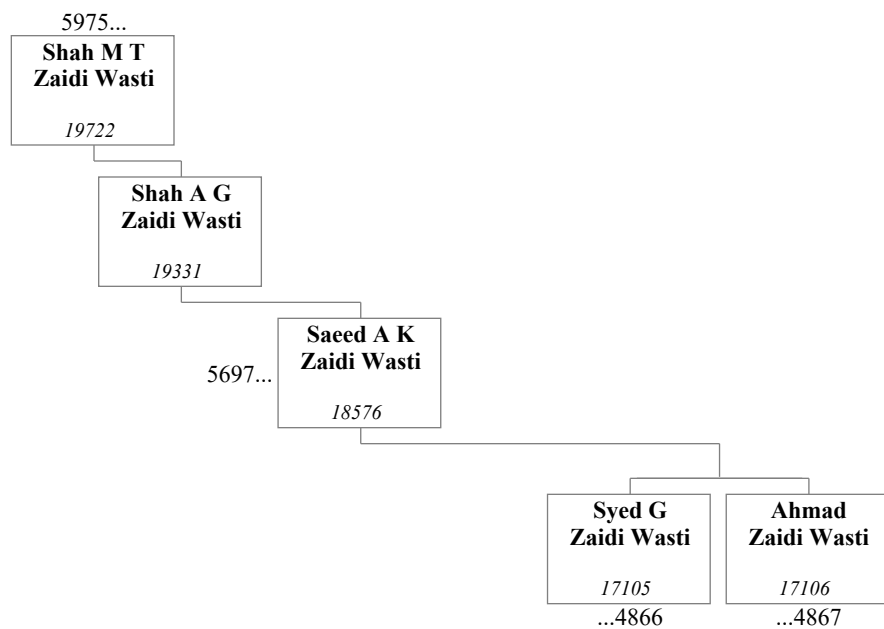 5975...
Shah M T
Zaidi Wasti
19722
Shah A G
Zaidi Wasti
19331
5697...
Saeed A K
Zaidi Wasti
18576
Syed G
Zaidi Wasti
17105
...4866
Ahmad
Zaidi Wasti
17106
...4867